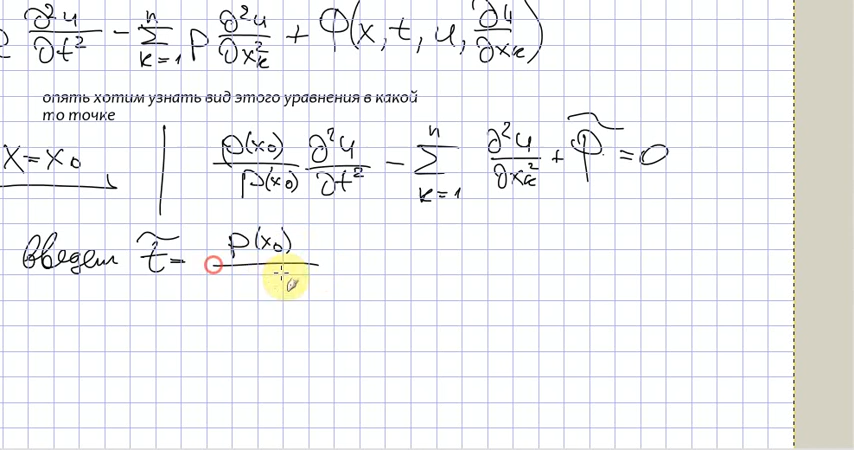 ∂²u/∂t² − Σ_{k=1}^{n} p ∂²u/∂x_k² + Φ(x, t, u, ∂u/∂x_k)
опять хотим узнать вид этого уравнения в какой
то точке
x = x₀ | ρ(x₀)/p(x₀) ∂²u/∂t² − Σ_{k=1}^{n} ∂²u/∂x_k² + Φ̃ = 0
введем t̃ = p(x₀)